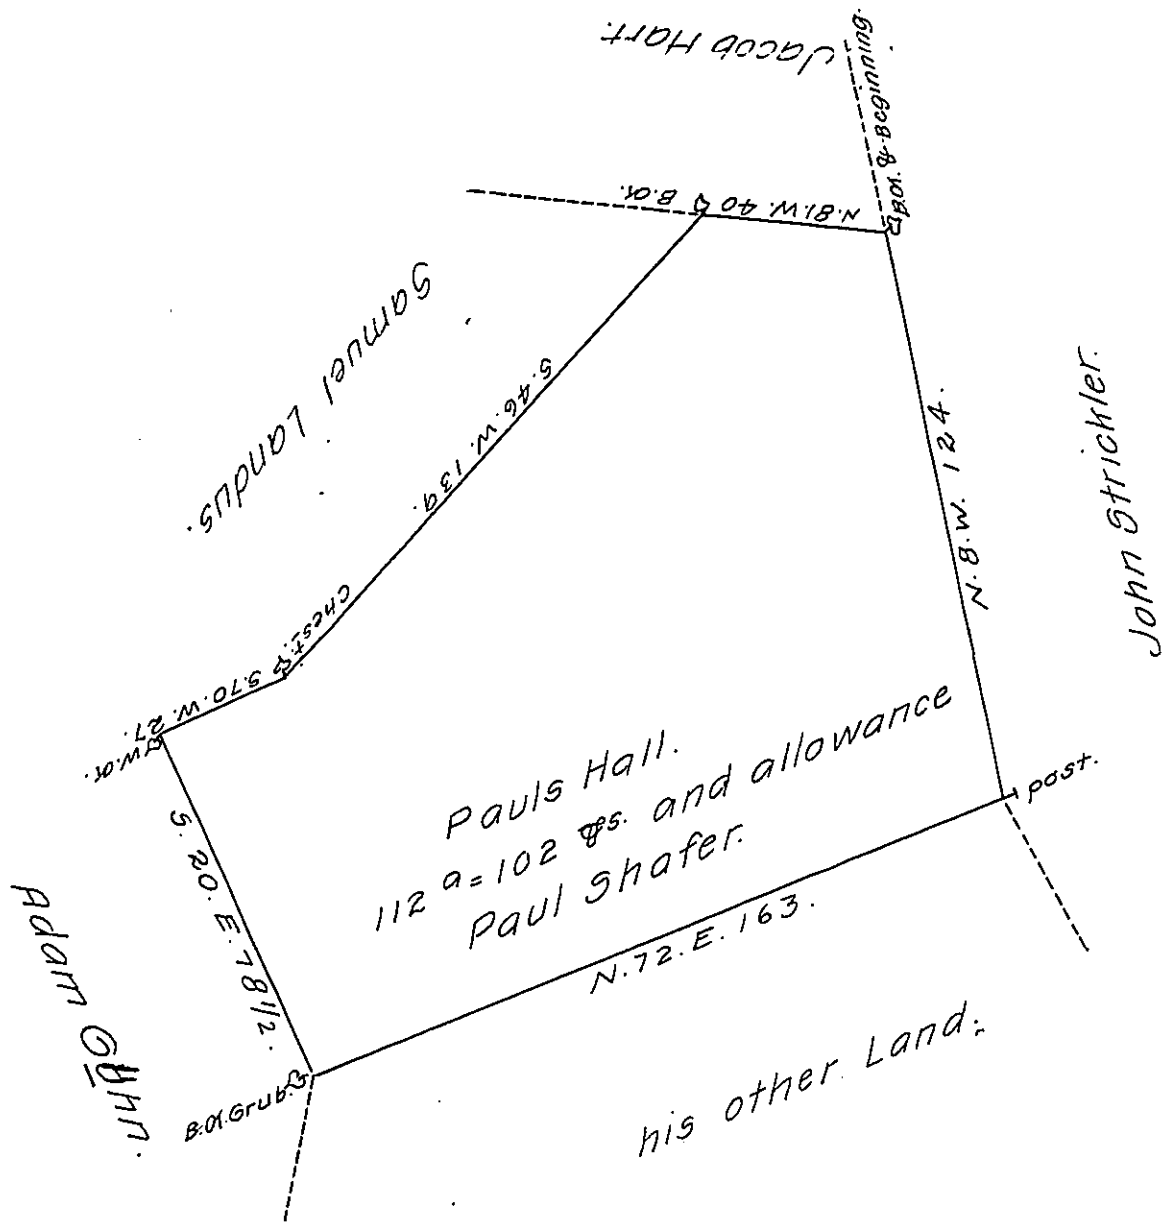 Jacob Hart.
B.O. & Beginning.
N.81.W. 40
B.O.
Samuel Landus.
S.46.W. 139.
Chest.
S.70.W. 27.
W.O.
N.8.W. 124.
John Strickler.
post.
Pauls Hall.
112 a = 102 ps. and allowance
Paul Shafer.
N.72.E. 163.
S. 20. E. 78 1/2.
Adam Guhn.
B.O. Grub.
his other Land.